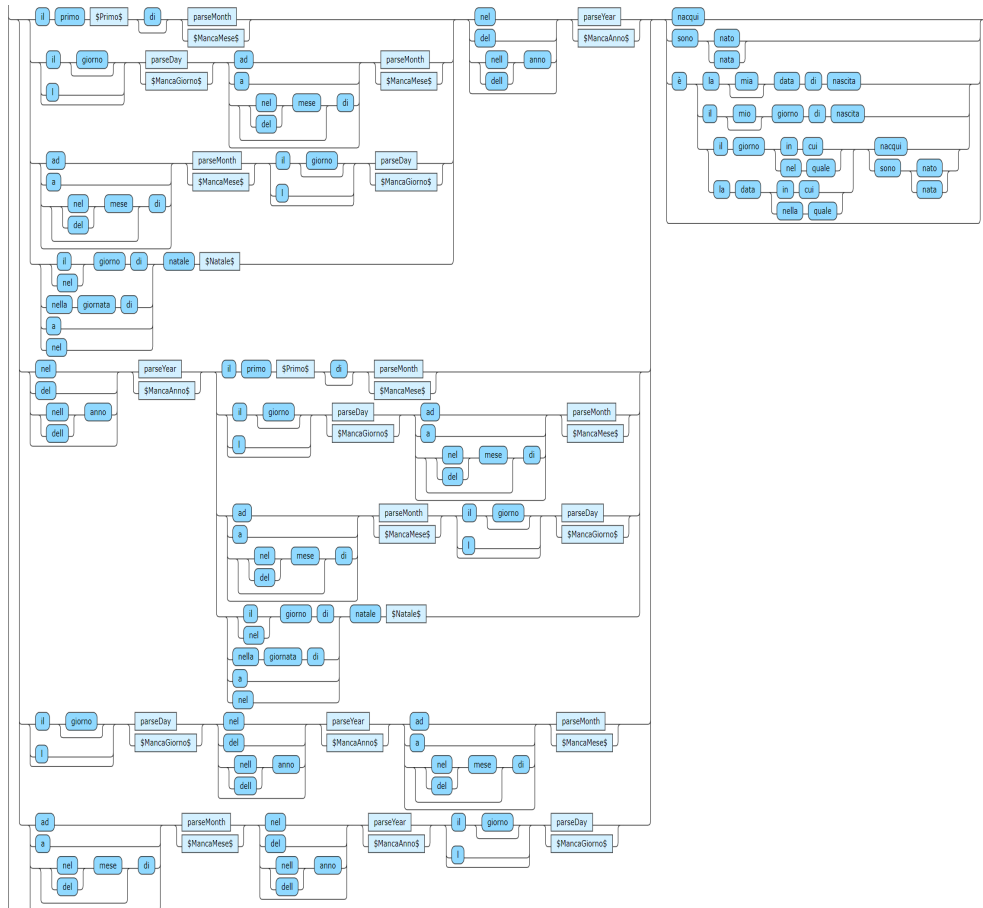 il primo $Primo$ di parseMonth nel parseYear nacqui
$MancaMese$ del $MancaAnno$ sono nato
il giorno parseDay ad parseMonth nell anno nata
$MancaGiorno$ a $MancaMese$ dell è la mia data di nascita
l nel mese di
del il mio giorno di nascita
il giorno in cui nacqui
ad parseMonth il giorno parseDay nel quale sono nato
a $MancaMese$ l $MancaGiorno$ la data in cui nata
nel mese di nella quale
del
il giorno di natale $Natale$
nel
nella giornata di
a
nel
nel parseYear il primo $Primo$ di parseMonth
del $MancaAnno$ $MancaMese$
nell anno il giorno parseDay ad parseMonth
dell $MancaGiorno$ a $MancaMese$
l nel mese di
del
ad parseMonth il giorno parseDay
a $MancaMese$ l $MancaGiorno$
nel mese di
del
il giorno di natale $Natale$
nel
nella giornata di
a
nel
il giorno parseDay nel parseYear ad parseMonth
$MancaGiorno$ del $MancaAnno$ a $MancaMese$
l nell anno nel mese di
dell del
ad parseMonth nel parseYear il giorno parseDay
a $MancaMese$ del $MancaAnno$ l $MancaGiorno$
nel mese di nell anno
del dell